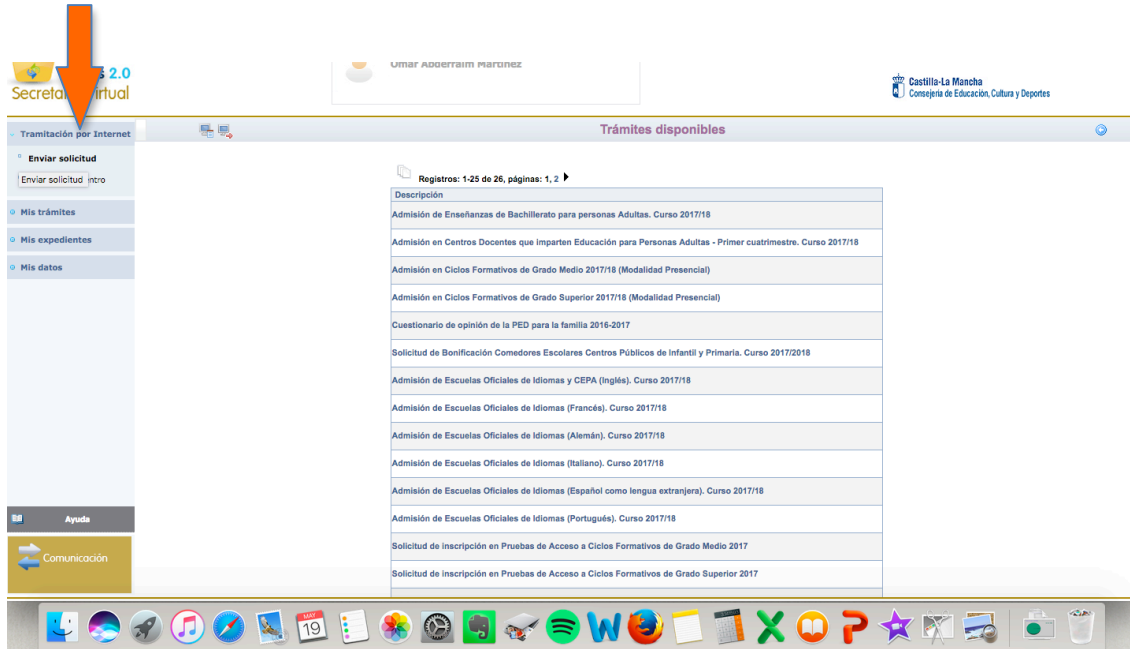 s 2.0
Secreta rtual
Omar Abderraim Martinez
Castilla-La Mancha
Consejería de Educación, Cultura y Deportes
Tramitación por Internet
Trámites disponibles
Enviar solicitud
Enviar solicitud entro
Mis trámites
Mis expedientes
Mis datos
Registros: 1-25 de 26, páginas: 1, 2
Descripción
Admisión de Enseñanzas de Bachillerato para personas Adultas. Curso 2017/18
Admisión en Centros Docentes que imparten Educación para Personas Adultas - Primer cuatrimestre. Curso 2017/18
Admisión en Ciclos Formativos de Grado Medio 2017/18 (Modalidad Presencial)
Admisión en Ciclos Formativos de Grado Superior 2017/18 (Modalidad Presencial)
Cuestionario de opinión de la PED para la familia 2016-2017
Solicitud de Bonificación Comedores Escolares Centros Públicos de Infantil y Primaria. Curso 2017/2018
Admisión de Escuelas Oficiales de Idiomas y CEPA (Inglés). Curso 2017/18
Admisión de Escuelas Oficiales de Idiomas (Francés). Curso 2017/18
Admisión de Escuelas Oficiales de Idiomas (Alemán). Curso 2017/18
Admisión de Escuelas Oficiales de Idiomas (Italiano). Curso 2017/18
Admisión de Escuelas Oficiales de Idiomas (Español como lengua extranjera). Curso 2017/18
Admisión de Escuelas Oficiales de Idiomas (Portugués). Curso 2017/18
Solicitud de inscripción en Pruebas de Acceso a Ciclos Formativos de Grado Medio 2017
Solicitud de inscripción en Pruebas de Acceso a Ciclos Formativos de Grado Superior 2017
Ayuda
Comunicación
MAY
19